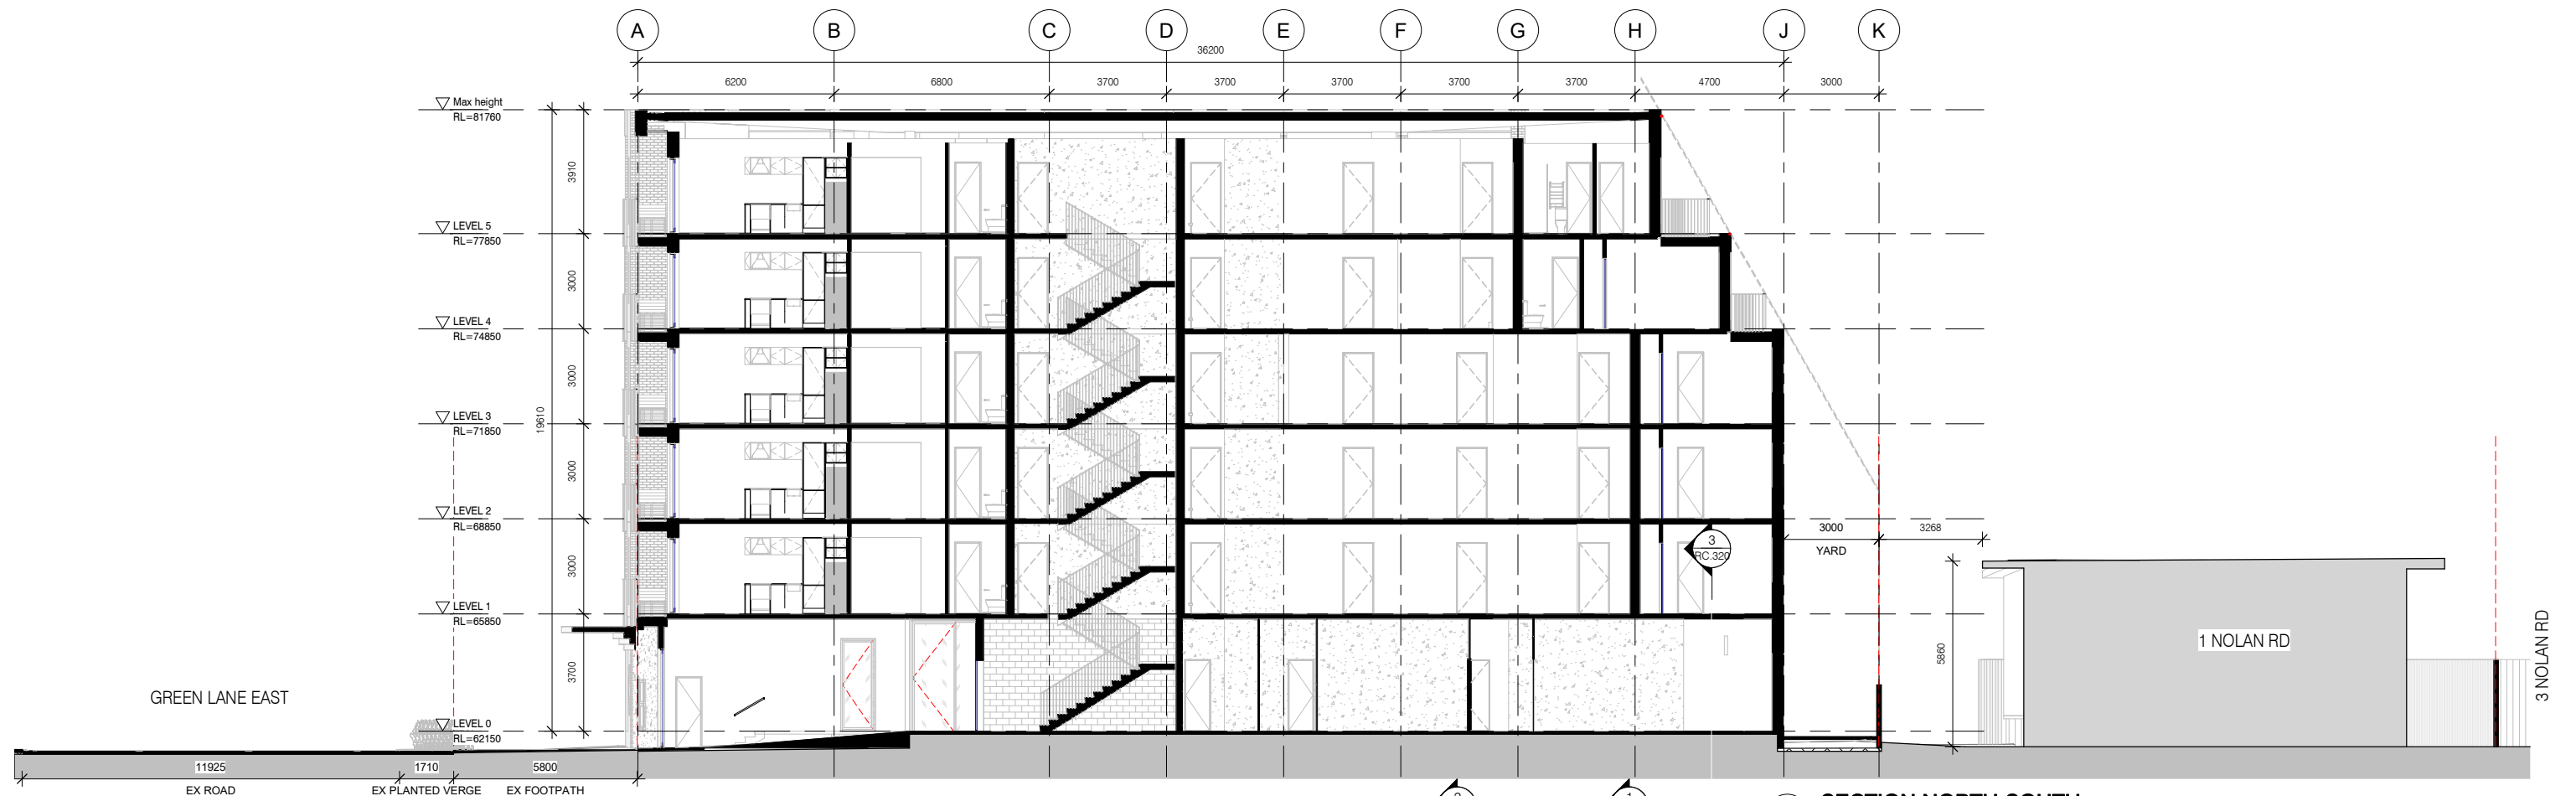 A B C D E F G H J K
36200
6200 6800 3700 3700 3700 3700 3700 4700 3000
Max height
RL=81760
3910
LEVEL 5
RL=77850
3000
LEVEL 4
RL=74850
3000
LEVEL 3
RL=71850
19610
3000
LEVEL 2
RL=68850
3000
LEVEL 1
RL=65850
3700
LEVEL 0
RL=62150
3
RC.320
3000
YARD
3268
5860
1 NOLAN RD
3 NOLAN RD
GREEN LANE EAST
11925 1710 5800
EX ROAD EX PLANTED VERGE EX FOOTPATH